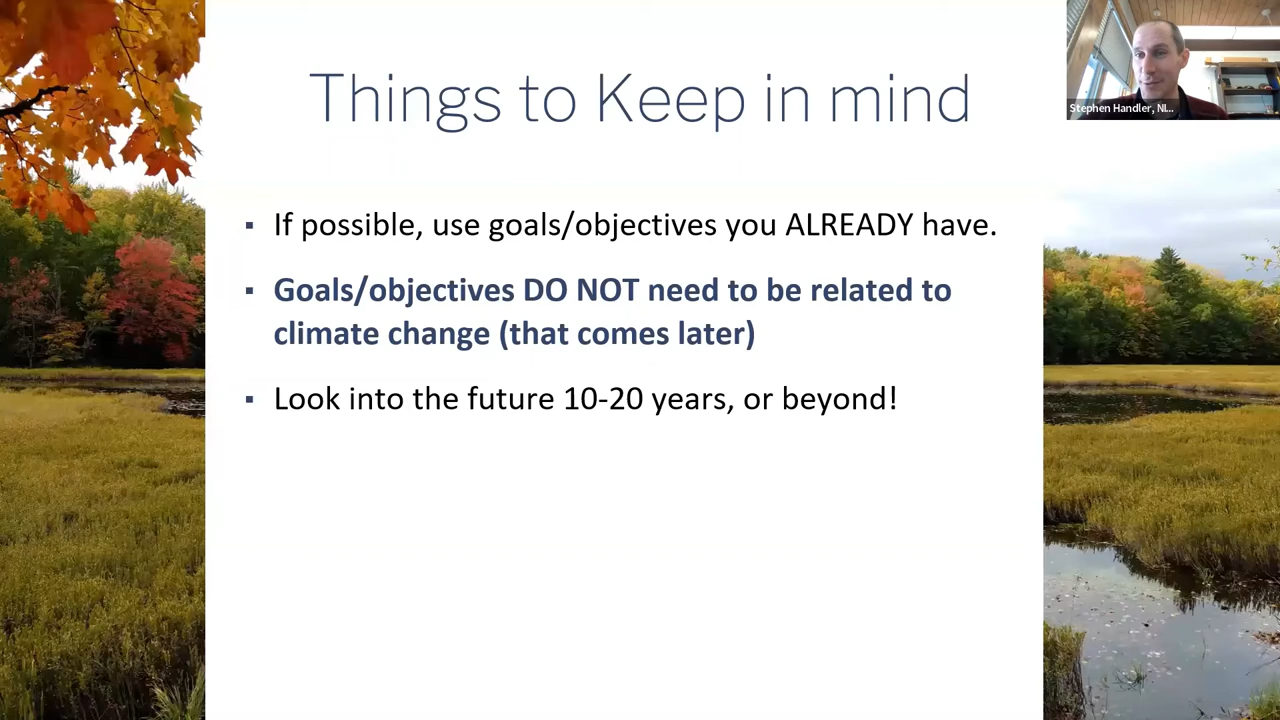 Things to Keep in mind
Stephen Handler, NI...
▪ If possible, use goals/objectives you ALREADY have.
▪ Goals/objectives DO NOT need to be related to
climate change (that comes later)
▪ Look into the future 10-20 years, or beyond!